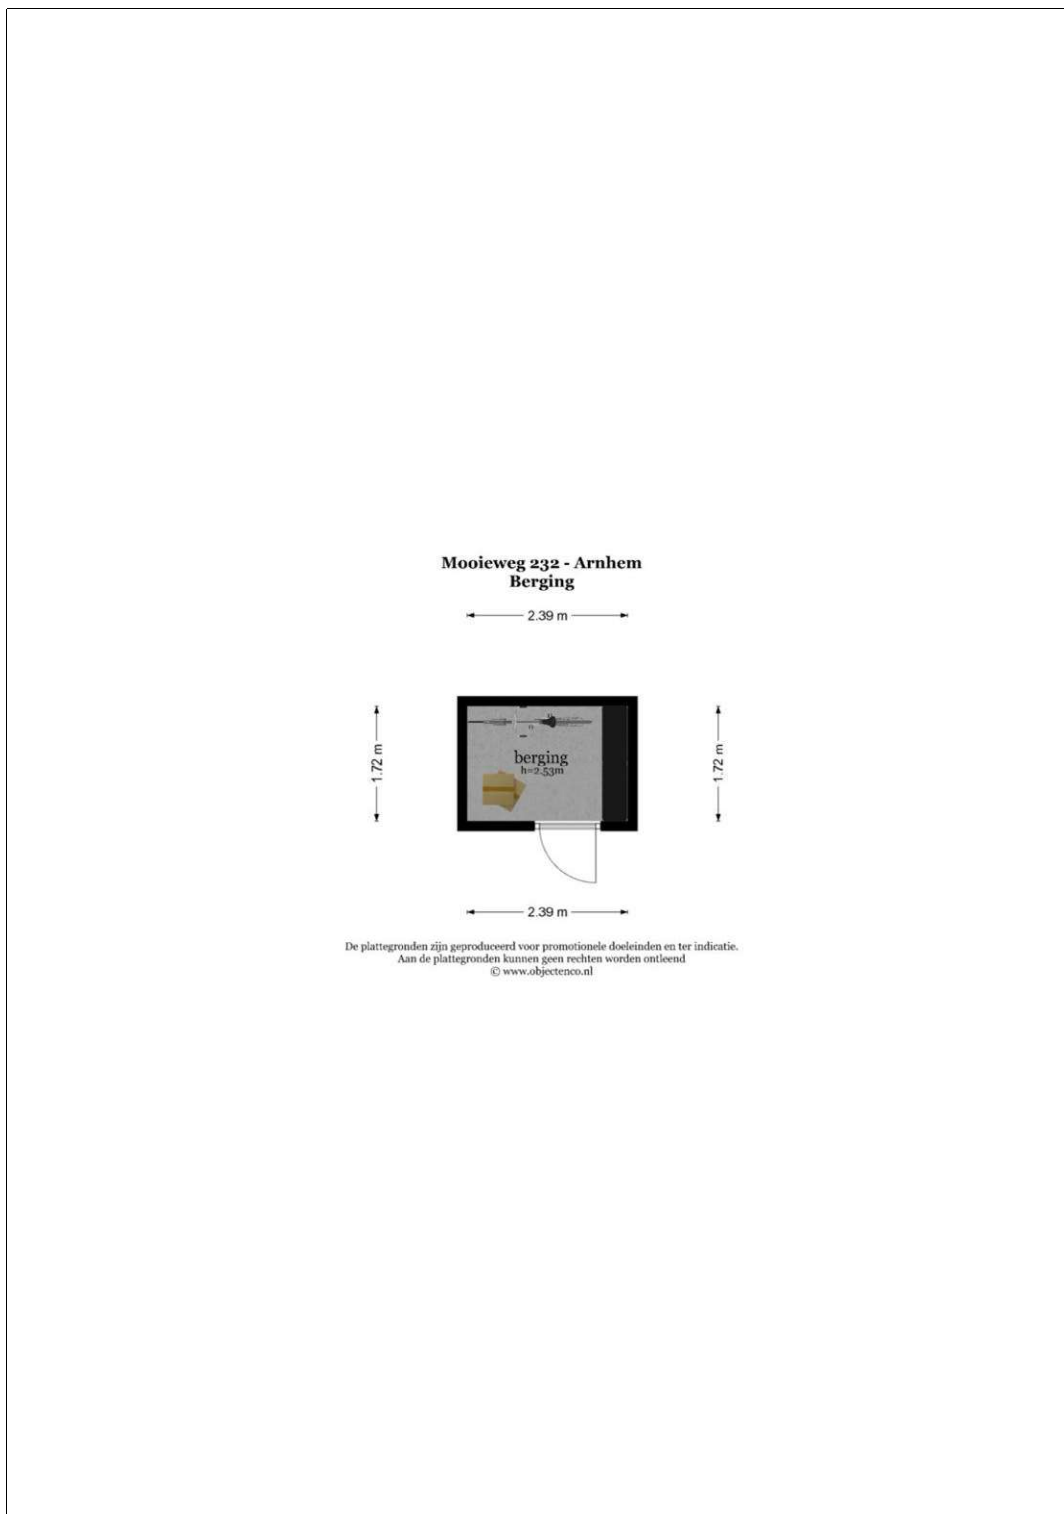 Mooieweg 232 - Arnhem
Berging
2.39 m
1.72 m
1.72 m
berging
h=2.53m
2.39 m
De plattegronden zijn geproduceerd voor promotionele doeleinden en ter indicatie.
Aan de plattegronden kunnen geen rechten worden ontleend
© www.objectenco.nl